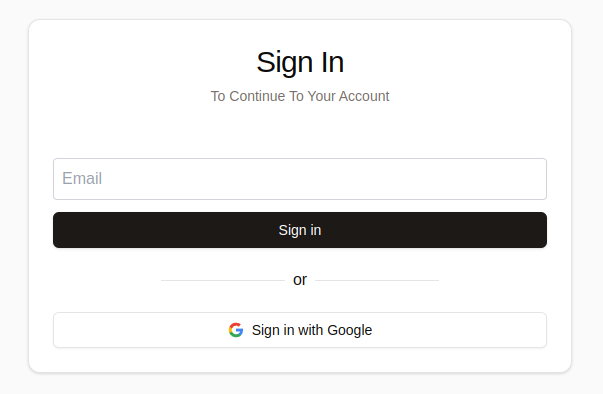 Sign In
To Continue To Your Account
Email
Sign in
or
Sign in with Google